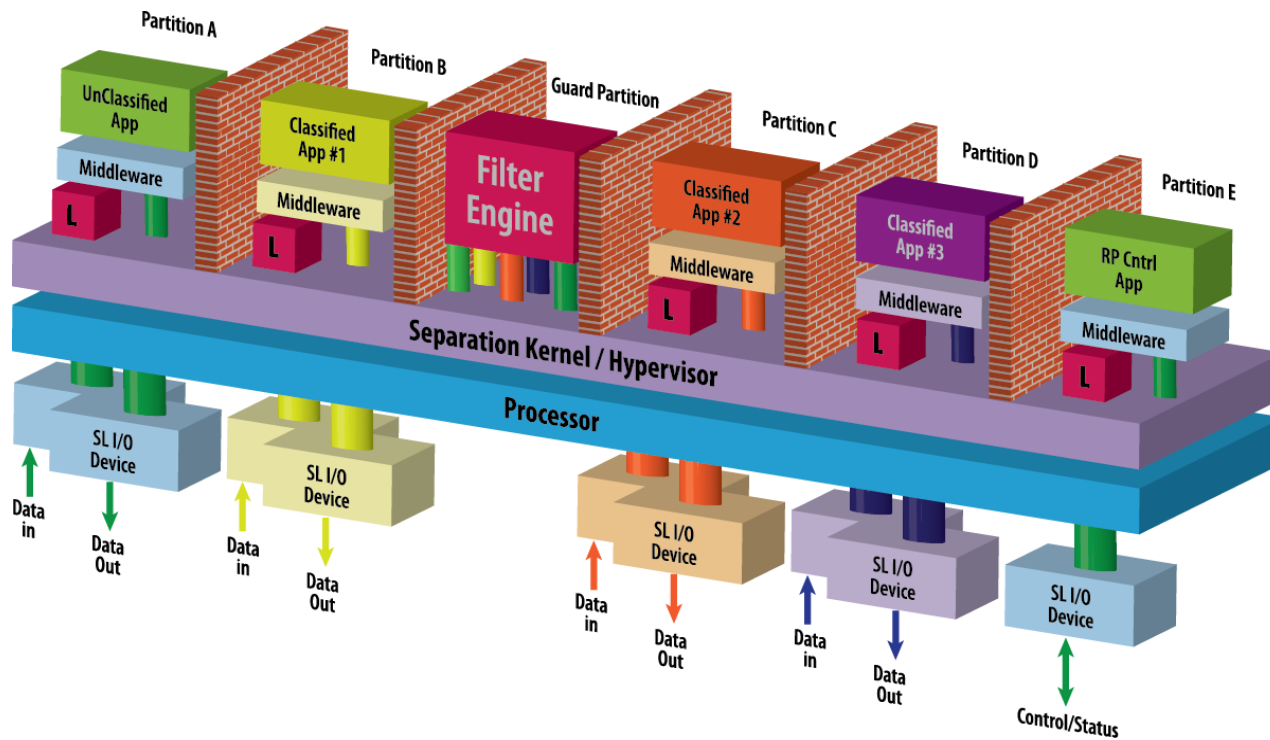 Partition A
Partition B
Guard Partition
Partition C
Partition D
Partition E
UnClassified
App
Middleware
L
Classified
App #1
Middleware
L
Filter
Engine
Classified
App #2
Middleware
L
Classified
App #3
Middleware
L
RP Cntrl
App
Middleware
L
Separation Kernel / Hypervisor
Processor
SL I/O
Device
Data
in
Data
Out
SL I/O
Device
Data
in
Data
Out
SL I/O
Device
Data
in
Data
Out
SL I/O
Device
Data
in
Data
Out
SL I/O
Device
Control/Status